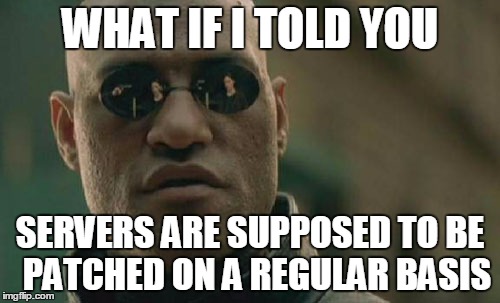 WHAT IF I TOLD YOU
SERVERS ARE SUPPOSED TO BE
PATCHED ON A REGULAR BASIS
imgflip.com